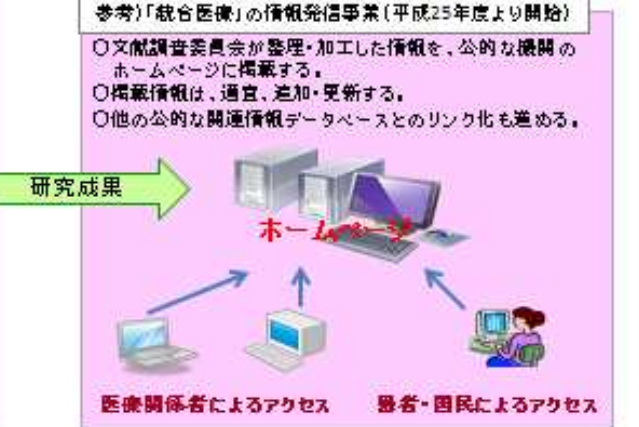 参考)「統合医療」の情報発信事業(平成25年度より開始)
○文献調査委員会が整理・加工した情報を、公的な機関の
ホームページに掲載する。
○掲載情報は、適宜、追加・更新する。
○他の公的な関連情報データベースとのリンク化も進める。
研究成果
ホームページ
医療関係者によるアクセス
患者・国民によるアクセス